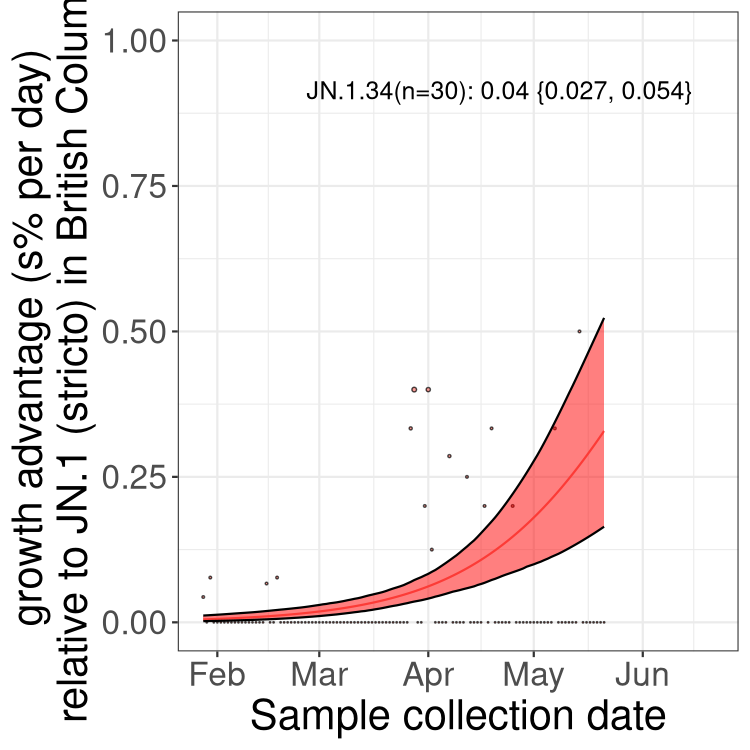 growth advantage (s% per day)
relative to JN.1 (stricto) in British Colum
1.00
0.75
0.50
0.25
0.00
JN.1.34(n=30): 0.04 {0.027, 0.054}
Feb Mar Apr May Jun
Sample collection date